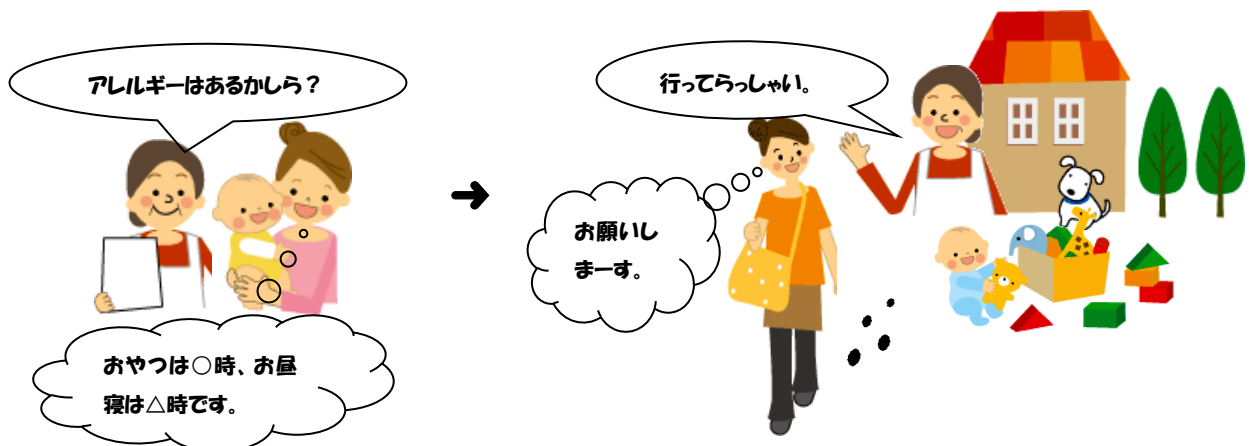 アレルギーはあるかしら？
おやつは○時、お昼
寝は△時です。
行ってらっしゃい。
お願いし
まーす。